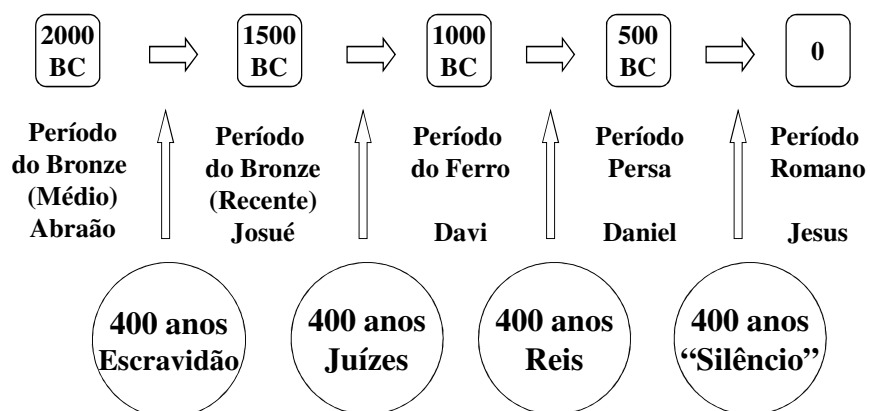 2000
BC
1500
BC
1000
BC
500
BC
0
Período
do Bronze
(Médio)
Abraão
Período
do Bronze
(Recente)
Josué
Período
do Ferro
Davi
Período
Persa
Daniel
Período
Romano
Jesus
400 anos
Escravidão
400 anos
Juízes
400 anos
Reis
400 anos
“Silêncio”